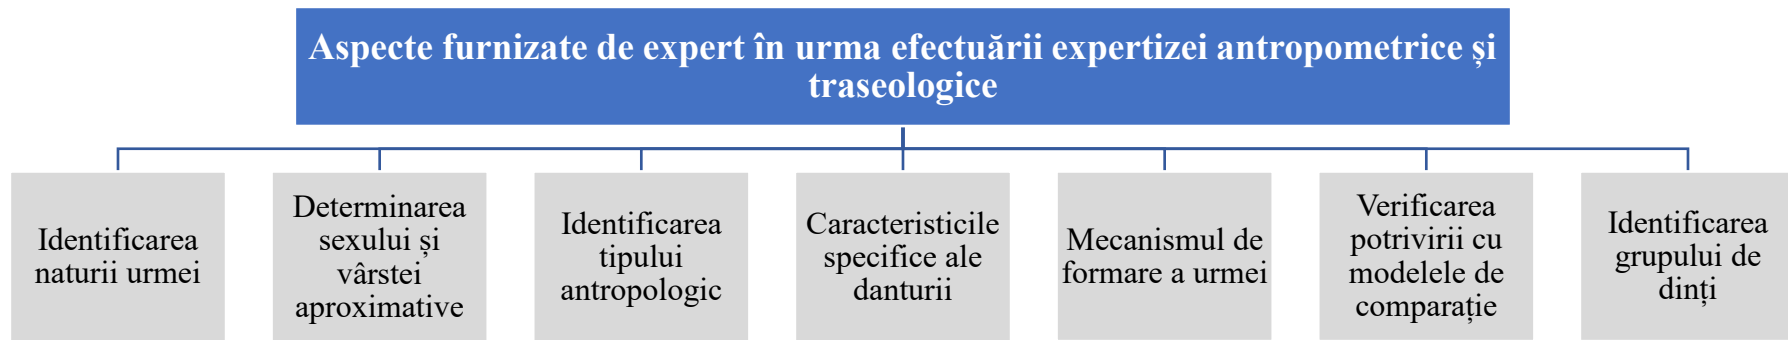 Aspecte furnizate de expert în urma efectuării expertizei antropometrice și
traseologice
Identificarea
naturii urmei
Determinarea
sexului și
vârstei
aproximative
Identificarea
tipului
antropologic
Caracteristicile
specifice ale
danturii
Mecanismul de
formare a urmei
Verificarea
potrivirii cu
modelele de
comparație
Identificarea
grupului de
dinți